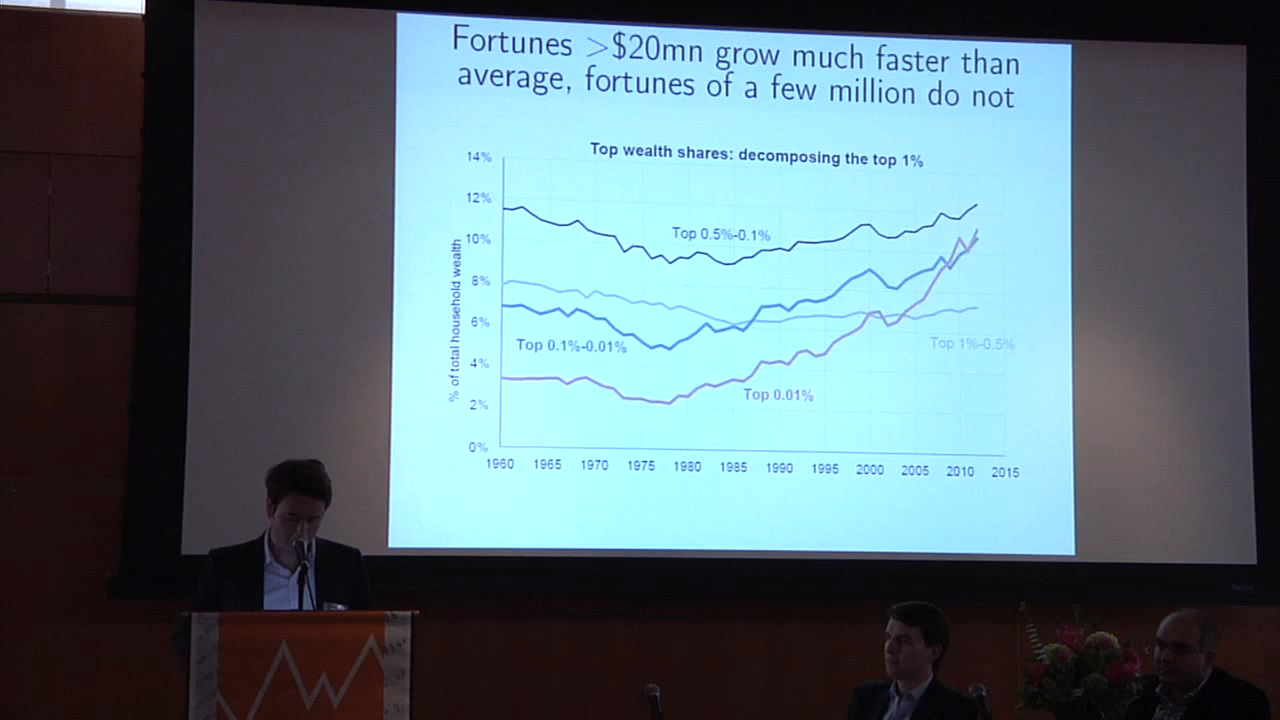 Fortunes >$20mn grow much faster than
average, fortunes of a few million do not
Top wealth shares: decomposing the top 1%
% of total household wealth
14%
12%
10%
8%
6%
4%
2%
0%
Top 0.5%-0.1%
Top 0.1%-0.01%
Top 1%-0.5%
Top 0.01%
1960 1965 1970 1975 1980 1985 1990 1995 2000 2005 2010 2015